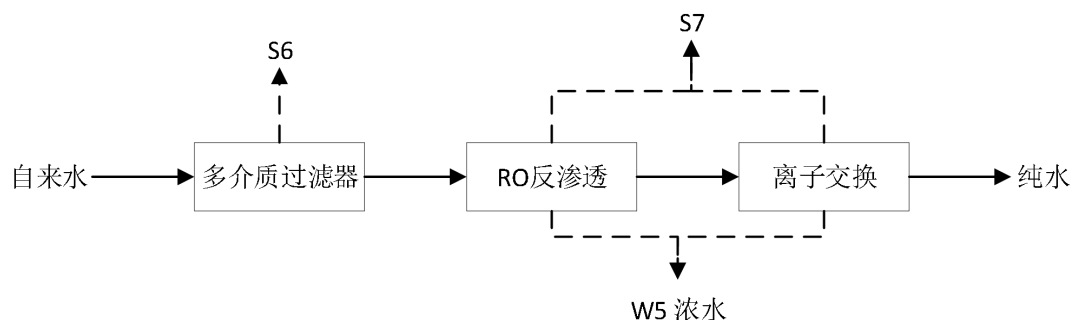 S6
S7
自来水
多介质过滤器
RO反渗透
离子交换
纯水
W5 浓水